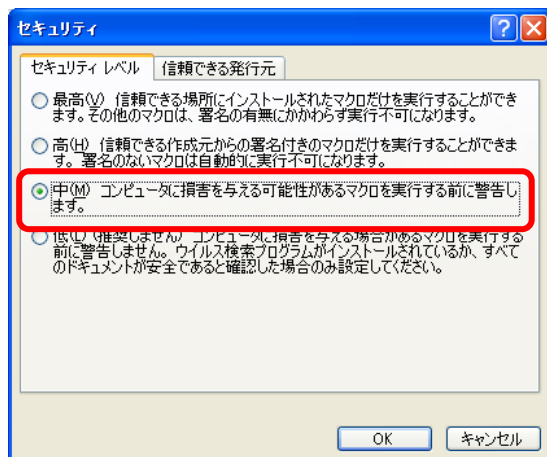 セキュリティ
セキュリティ レベル 信頼できる発行元
最高(V) 信頼できる場所にインストールされたマクロだけを実行することができ
ます。その他のマクロは、署名の有無にかかわらず実行不可になります。
高(H) 信頼できる作成元からの署名付きのマクロだけを実行することができま
す。署名のないマクロは自動的に実行不可になります。
中(M) コンピュータに損害を与える可能性があるマクロを実行する前に警告し
ます。
低(L) (推奨しません) コンピュータに損害を与える場合があるマクロを実行する
前に警告しません。ウイルス検索プログラムがインストールされているか、すべて
のドキュメントが安全であると確認した場合のみ設定してください。
OK キャンセル